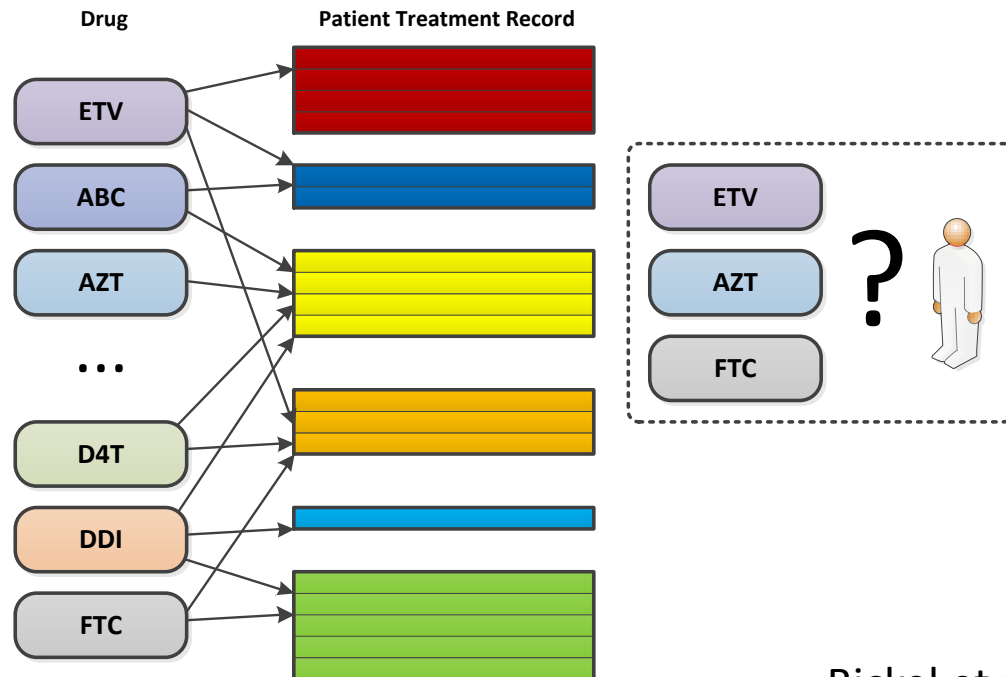 Drug
Patient Treatment Record
ETV
ABC
AZT
...
D4T
DDI
FTC
ETV
AZT
FTC
?